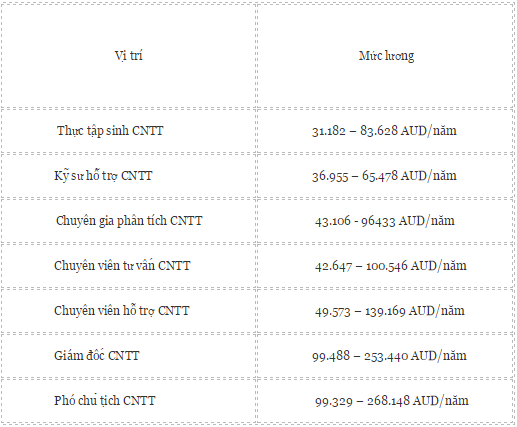 Vị trí Mức lương
Thực tập sinh CNTT 31.182 – 83.628 AUD/năm
Kỹ sư hỗ trợ CNTT 36.955 – 65.478 AUD/năm
Chuyên gia phân tích CNTT 43.106 - 96433 AUD/năm
Chuyên viên tư vấn CNTT 42.647 – 100.546 AUD/năm
Chuyên viên hỗ trợ CNTT 49.573 – 139.169 AUD/năm
Giám đốc CNTT 99.488 – 253.440 AUD/năm
Phó chủ tịch CNTT 99.329 – 268.148 AUD/năm